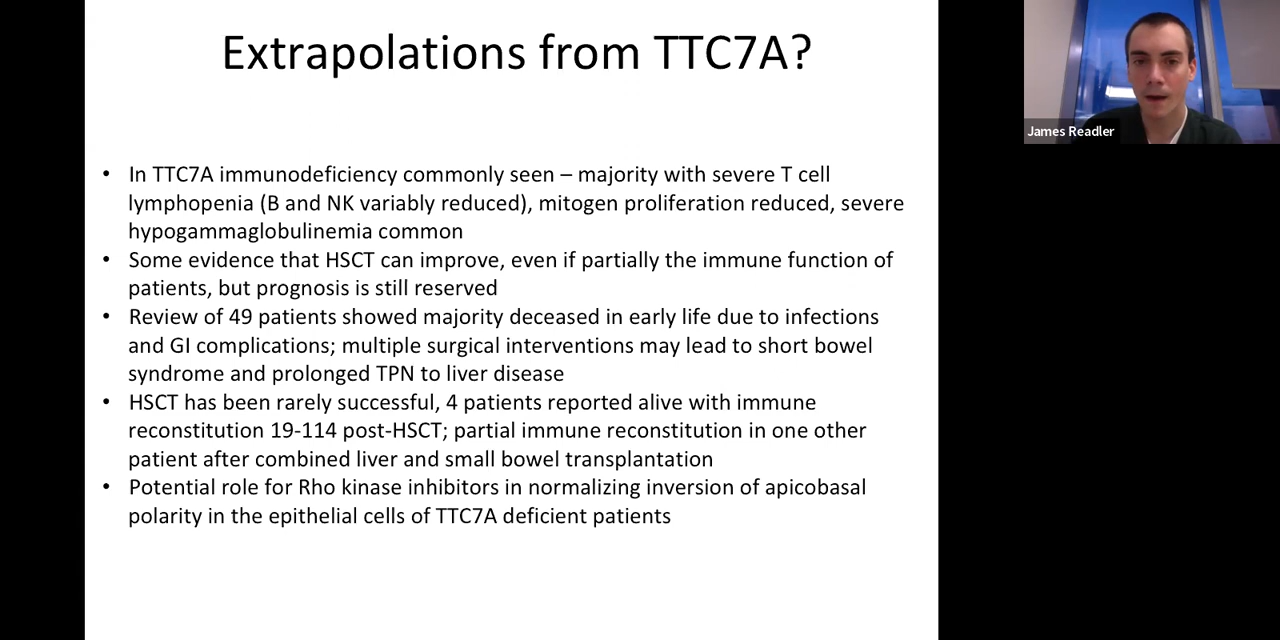 Extrapolations from TTC7A?
James Readler
• In TTC7A immunodeficiency commonly seen – majority with severe T cell
lymphopenia (B and NK variably reduced), mitogen proliferation reduced, severe
hypogammaglobulinemia common
• Some evidence that HSCT can improve, even if partially the immune function of
patients, but prognosis is still reserved
• Review of 49 patients showed majority deceased in early life due to infections
and GI complications; multiple surgical interventions may lead to short bowel
syndrome and prolonged TPN to liver disease
• HSCT has been rarely successful, 4 patients reported alive with immune
reconstitution 19-114 post-HSCT; partial immune reconstitution in one other
patient after combined liver and small bowel transplantation
• Potential role for Rho kinase inhibitors in normalizing inversion of apicobasal
polarity in the epithelial cells of TTC7A deficient patients